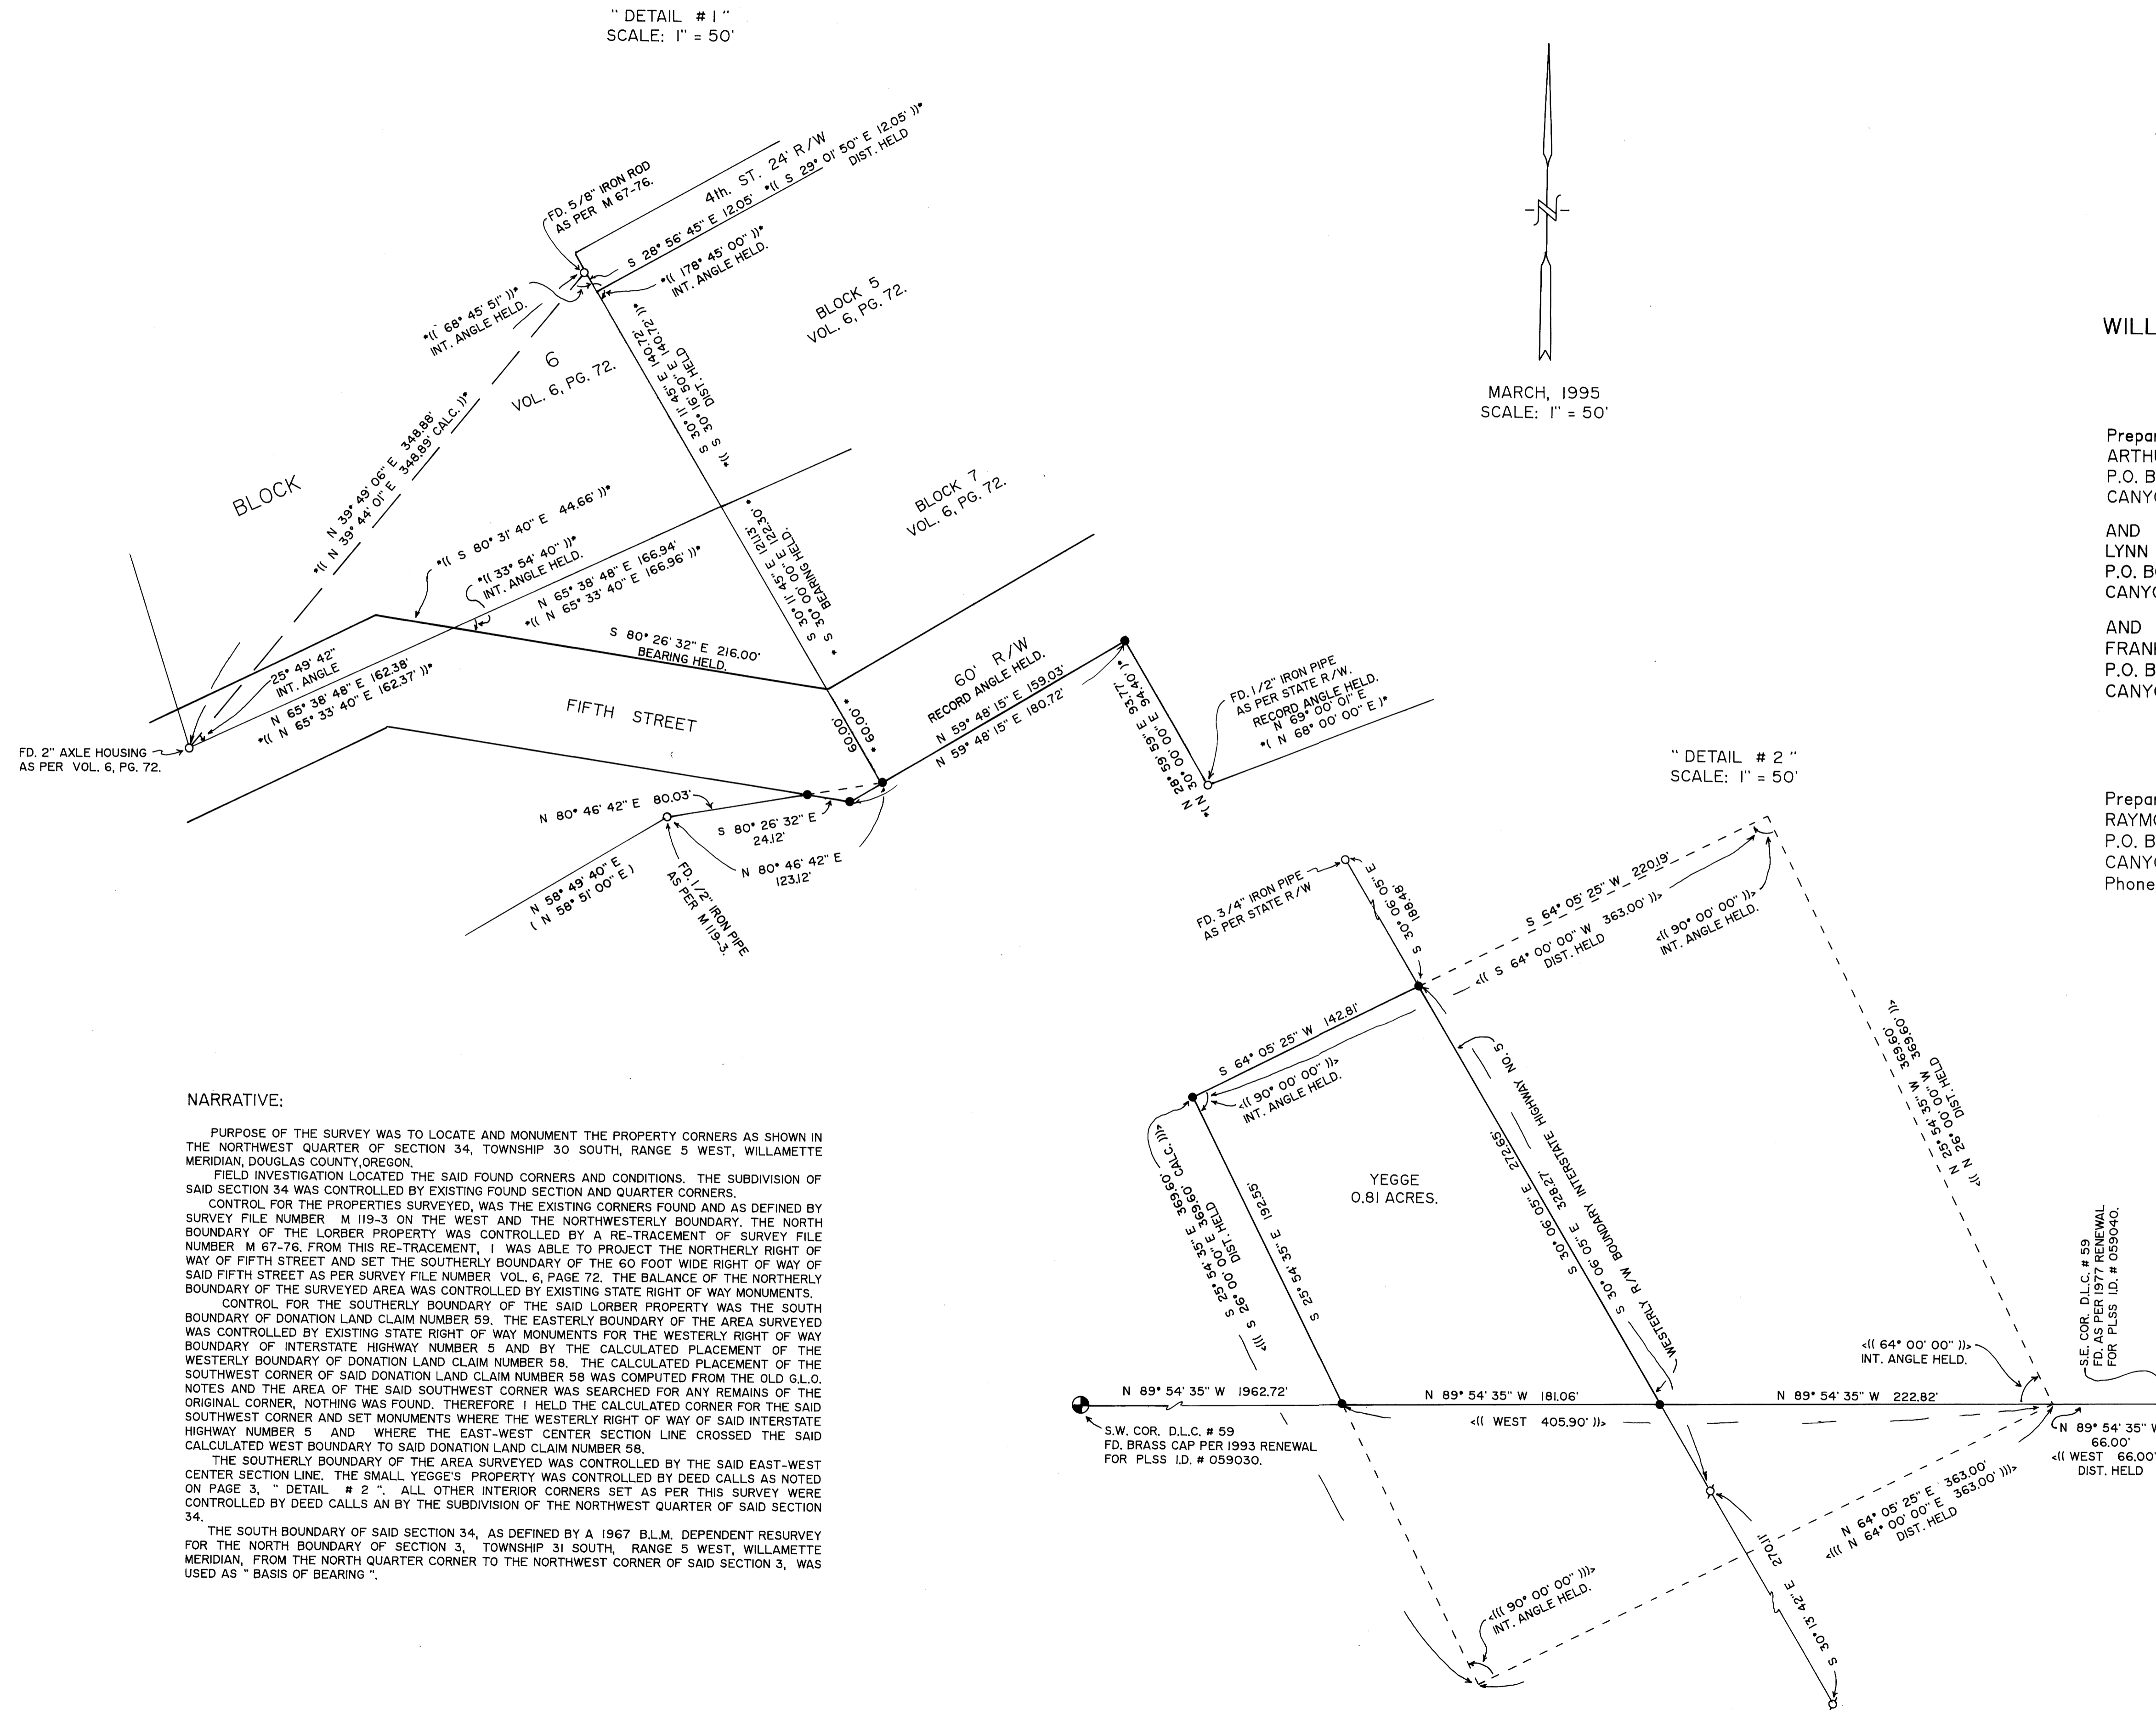 " DETAIL # 1 "
SCALE: 1" = 50'
FD. 5/8" IRON ROD
AS PER M 67-76.
4th. ST. 24' R/W
S 28° 56' 45" E 12.05' *(( S 29° 01' 50" E 12.05' ))*
DIST. HELD
*(( 178° 45' 00" ))*
INT. ANGLE HELD.
*(( 68° 45' 51" ))*
INT. ANGLE HELD.
BLOCK 5
VOL. 6, PG. 72.
6
VOL. 6, PG. 72.
BLOCK
S 30° 11' 45" E 140.72'
*(( S 30° 16' 50" E 140.72' ))*
DIST. HELD
N 39° 49' 06" E 348.88'
*(( N 39° 44' 01" E 348.89' CALC. ))*
*(( S 80° 31' 40" E 44.66' ))*
*(( 33° 54' 40" ))*
INT. ANGLE HELD.
N 65° 38' 48" E 166.94'
*(( N 65° 33' 40" E 166.96' ))*
BLOCK 7
VOL. 6, PG. 72.
S 30° 11' 45" E 121.13'
* S 30° 00' 00" E 122.30' *
BEARING HELD.
25° 49' 42"
INT. ANGLE
N 65° 38' 48" E 162.38'
*(( N 65° 33' 40" E 162.37' ))*
S 80° 26' 32" E 216.00'
BEARING HELD.
FIFTH STREET
60' R/W
RECORD ANGLE HELD.
N 59° 48' 15" E 159.03'
N 59° 48' 15" E 180.72'
60.00'
* 60.00' *
FD. 2" AXLE HOUSING
AS PER VOL. 6, PG. 72.
N 28° 59' 59" E 93.77'
*( N 30° 00' 00" E 94.40' )*
FD. 1/2" IRON PIPE
AS PER STATE R/W.
RECORD ANGLE HELD.
N 69° 00' 01" E
*( N 68° 00' 00" E )*
N 80° 46' 42" E 80.03'
S 80° 26' 32" E
24.12'
N 80° 46' 42" E
123.12'
N 58° 49' 40" E
( N 58° 51' 00" E )
FD. 1/2" IRON PIPE
AS PER M 119-3.
MARCH, 1995
SCALE: 1" = 50'
N
WILL
Prepar
ARTHU
P.O. B
CANYO
AND
LYNN
P.O. BO
CANYO
AND
FRANK
P.O. B
CANYO
Prepar
RAYMO
P.O. B
CANYO
Phone
" DETAIL # 2 "
SCALE: 1" = 50'
FD. 3/4" IRON PIPE
AS PER STATE R/W
S 30° 06' 05" E
188.48'
S 64° 05' 25" W 220.19'
<(( S 64° 00' 00" W 363.00' ))>
DIST. HELD
<(( 90° 00' 00" ))>
INT. ANGLE HELD.
S 64° 05' 25" W 142.81'
<(( 90° 00' 00" ))>
INT. ANGLE HELD.
YEGGE
0.81 ACRES.
S 25° 54' 35" E 192.55'
S 25° 54' 35" E 369.60'
<((( S 26° 00' 00" E 369.60' CALC. )))>
DIST. HELD
S 30° 06' 05" E 272.65'
S 30° 06' 05" E 328.27'
WESTERLY R/W BOUNDARY INTERSTATE HIGHWAY NO. 5
N 25° 54' 35" W 369.60'
<(( N 26° 00' 00" W 369.60' ))>
DIST. HELD
<(( 64° 00' 00" ))>
INT. ANGLE HELD.
S.E. COR. D.L.C. # 59
FD. AS PER 1977 RENEWAL
FOR PLSS I.D. # 059040.
N 89° 54' 35" W 1962.72'
N 89° 54' 35" W 181.06'
N 89° 54' 35" W 222.82'
<(( WEST 405.90' ))>
S.W. COR. D.L.C. # 59
FD. BRASS CAP PER 1993 RENEWAL
FOR PLSS I.D. # 059030.
N 89° 54' 35" W
66.00'
<(( WEST 66.00'
DIST. HELD
N 64° 05' 25" E 363.00'
<((( N 64° 00' 00" E 363.00' )))>
DIST. HELD
<((( 90° 00' 00" )))>
INT. ANGLE HELD.
270.11'
S 30° 13' 42" E
NARRATIVE:
PURPOSE OF THE SURVEY WAS TO LOCATE AND MONUMENT THE PROPERTY CORNERS AS SHOWN IN
THE NORTHWEST QUARTER OF SECTION 34, TOWNSHIP 30 SOUTH, RANGE 5 WEST, WILLAMETTE
MERIDIAN, DOUGLAS COUNTY,OREGON.
FIELD INVESTIGATION LOCATED THE SAID FOUND CORNERS AND CONDITIONS. THE SUBDIVISION OF
SAID SECTION 34 WAS CONTROLLED BY EXISTING FOUND SECTION AND QUARTER CORNERS.
CONTROL FOR THE PROPERTIES SURVEYED, WAS THE EXISTING CORNERS FOUND AND AS DEFINED BY
SURVEY FILE NUMBER M 119-3 ON THE WEST AND THE NORTHWESTERLY BOUNDARY. THE NORTH
BOUNDARY OF THE LORBER PROPERTY WAS CONTROLLED BY A RE-TRACEMENT OF SURVEY FILE
NUMBER M 67-76. FROM THIS RE-TRACEMENT, I WAS ABLE TO PROJECT THE NORTHERLY RIGHT OF
WAY OF FIFTH STREET AND SET THE SOUTHERLY BOUNDARY OF THE 60 FOOT WIDE RIGHT OF WAY OF
SAID FIFTH STREET AS PER SURVEY FILE NUMBER VOL. 6, PAGE 72. THE BALANCE OF THE NORTHERLY
BOUNDARY OF THE SURVEYED AREA WAS CONTROLLED BY EXISTING STATE RIGHT OF WAY MONUMENTS.
CONTROL FOR THE SOUTHERLY BOUNDARY OF THE SAID LORBER PROPERTY WAS THE SOUTH
BOUNDARY OF DONATION LAND CLAIM NUMBER 59. THE EASTERLY BOUNDARY OF THE AREA SURVEYED
WAS CONTROLLED BY EXISTING STATE RIGHT OF WAY MONUMENTS FOR THE WESTERLY RIGHT OF WAY
BOUNDARY OF INTERSTATE HIGHWAY NUMBER 5 AND BY THE CALCULATED PLACEMENT OF THE
WESTERLY BOUNDARY OF DONATION LAND CLAIM NUMBER 58. THE CALCULATED PLACEMENT OF THE
SOUTHWEST CORNER OF SAID DONATION LAND CLAIM NUMBER 58 WAS COMPUTED FROM THE OLD G.L.O.
NOTES AND THE AREA OF THE SAID SOUTHWEST CORNER WAS SEARCHED FOR ANY REMAINS OF THE
ORIGINAL CORNER, NOTHING WAS FOUND. THEREFORE I HELD THE CALCULATED CORNER FOR THE SAID
SOUTHWEST CORNER AND SET MONUMENTS WHERE THE WESTERLY RIGHT OF WAY OF SAID INTERSTATE
HIGHWAY NUMBER 5 AND WHERE THE EAST-WEST CENTER SECTION LINE CROSSED THE SAID
CALCULATED WEST BOUNDARY TO SAID DONATION LAND CLAIM NUMBER 58.
THE SOUTHERLY BOUNDARY OF THE AREA SURVEYED WAS CONTROLLED BY THE SAID EAST-WEST
CENTER SECTION LINE. THE SMALL YEGGE'S PROPERTY WAS CONTROLLED BY DEED CALLS AS NOTED
ON PAGE 3, " DETAIL # 2 ". ALL OTHER INTERIOR CORNERS SET AS PER THIS SURVEY WERE
CONTROLLED BY DEED CALLS AN BY THE SUBDIVISION OF THE NORTHWEST QUARTER OF SAID SECTION
34.
THE SOUTH BOUNDARY OF SAID SECTION 34, AS DEFINED BY A 1967 B.L.M. DEPENDENT RESURVEY
FOR THE NORTH BOUNDARY OF SECTION 3, TOWNSHIP 31 SOUTH, RANGE 5 WEST, WILLAMETTE
MERIDIAN, FROM THE NORTH QUARTER CORNER TO THE NORTHWEST CORNER OF SAID SECTION 3, WAS
USED AS " BASIS OF BEARING ".